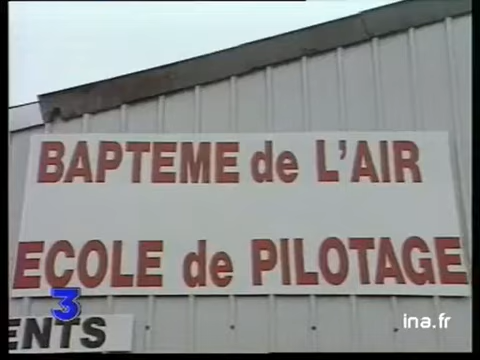 BAPTEME de L'AIR
ECOLE de PILOTAGE
3
ENTS
ina.fr